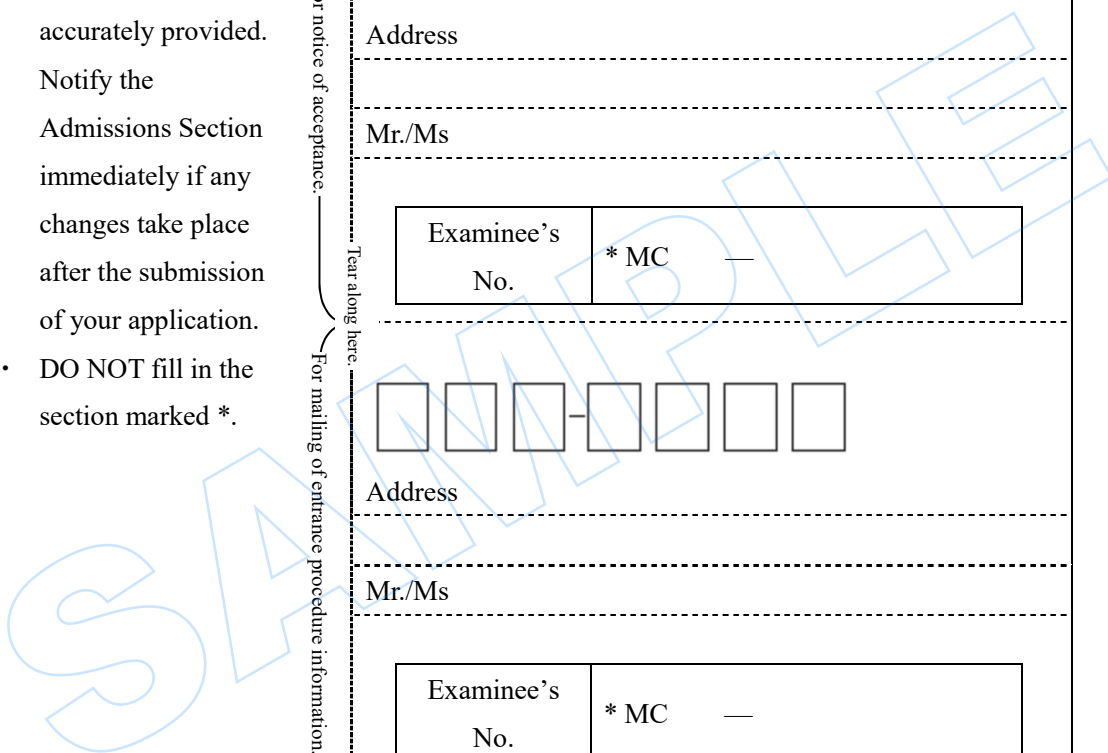 accurately provided.
Notify the
Admissions Section
immediately if any
changes take place
after the submission
of your application.
・ DO NOT fill in the
section marked *.
r notice of acceptance.
Tear along here.
For mailing of entrance procedure information.
Address
Mr./Ms
Examinee’s
No.
* MC —
–
Address
Mr./Ms
Examinee’s
No.
* MC —
SAMPLE